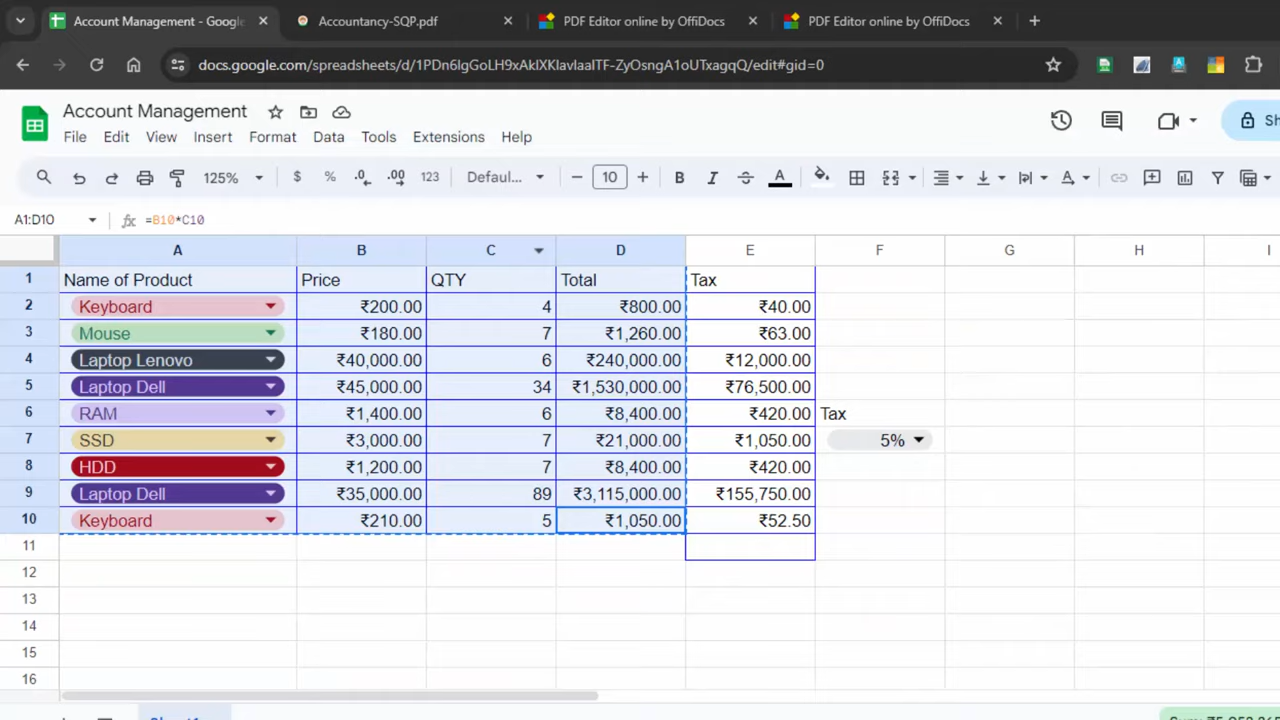 Account Management - Google
Accountancy-SQP.pdf
PDF Editor online by OffiDocs
PDF Editor online by OffiDocs
docs.google.com/spreadsheets/d/1PDn6lgGoLH9xAklXKlavlaalTF-ZyOsngA1oUTxagqQ/edit#gid=0
Account Management
File Edit View Insert Format Data Tools Extensions Help
125% $ % .0 .00 123 Defaul... 10 B I A
A1:D10 fx =B10*C10
A B C D E F G H I
1 Name of Product Price QTY Total Tax
2 Keyboard ₹200.00 4 ₹800.00 ₹40.00
3 Mouse ₹180.00 7 ₹1,260.00 ₹63.00
4 Laptop Lenovo ₹40,000.00 6 ₹240,000.00 ₹12,000.00
5 Laptop Dell ₹45,000.00 34 ₹1,530,000.00 ₹76,500.00
6 RAM ₹1,400.00 6 ₹8,400.00 ₹420.00 Tax
7 SSD ₹3,000.00 7 ₹21,000.00 ₹1,050.00 5%
8 HDD ₹1,200.00 7 ₹8,400.00 ₹420.00
9 Laptop Dell ₹35,000.00 89 ₹3,115,000.00 ₹155,750.00
10 Keyboard ₹210.00 5 ₹1,050.00 ₹52.50
11
12
13
14
15
16